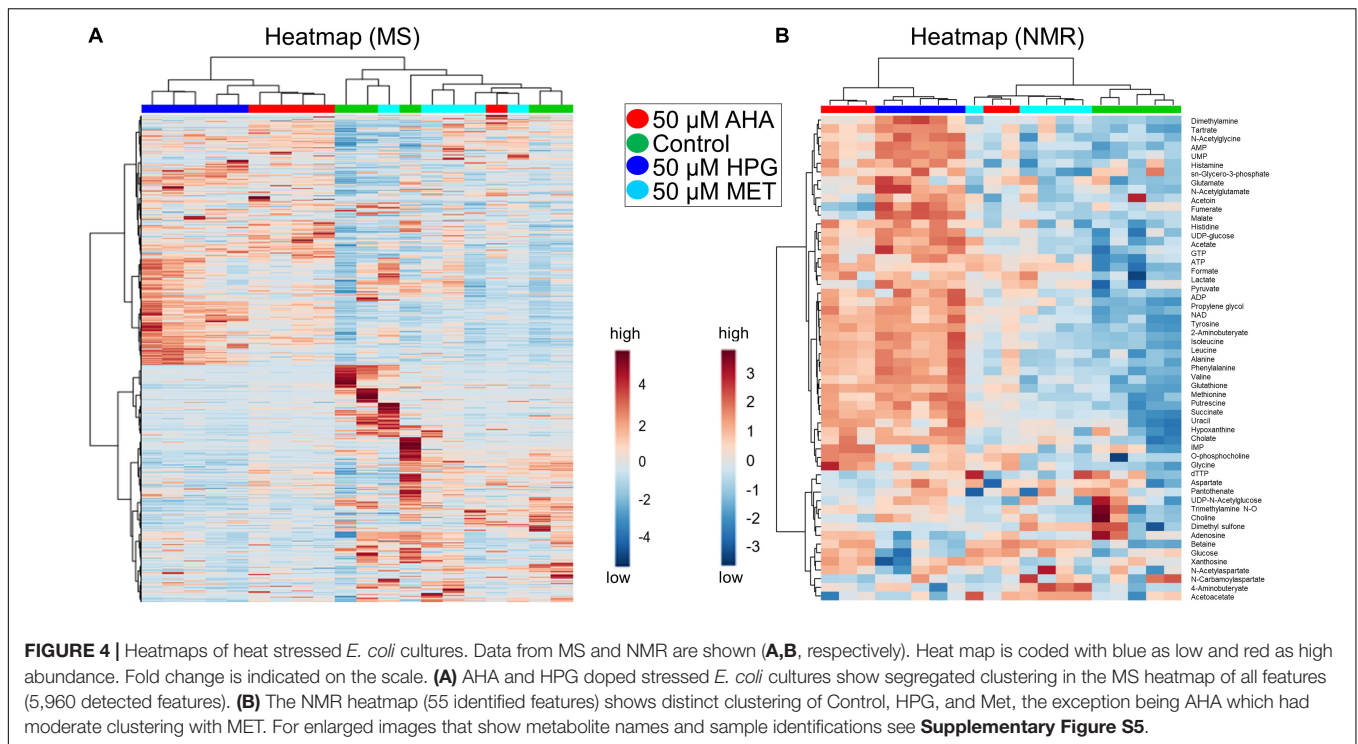 A
Heatmap (MS)
B
Heatmap (NMR)
50 µM AHA
Control
50 µM HPG
50 µM MET
high
4
2
0
-2
-4
low
high
3
2
1
0
-1
-2
-3
low
Dimethylamine
Tartrate
N-Acetylglycine
AMP
UMP
Histamine
sn-Glycero-3-phosphate
Glutamate
N-Acetylglutamate
Acetoin
Fumerate
Malate
Histidine
UDP-glucose
Acetate
GTP
ATP
Formate
Lactate
Pyruvate
ADP
Propylene glycol
NAD
Tyrosine
2-Aminobuteryate
Isoleucine
Leucine
Alanine
Phenylalanine
Valine
Glutathione
Methionine
Putrescine
Succinate
Uracil
Hypoxanthine
Cholate
IMP
O-phosphocholine
Glycine
dTTP
Aspartate
Pantothenate
UDP-N-Acetylglucose
Trimethylamine N-O
Choline
Dimethyl sulfone
Adenosine
Betaine
Glucose
Xanthosine
N-Acetylaspartate
N-Carbamoylaspartate
4-Aminobuteryate
Acetoacetate
FIGURE 4 | Heatmaps of heat stressed E. coli cultures. Data from MS and NMR are shown (A,B, respectively). Heat map is coded with blue as low and red as high
abundance. Fold change is indicated on the scale. (A) AHA and HPG doped stressed E. coli cultures show segregated clustering in the MS heatmap of all features
(5,960 detected features). (B) The NMR heatmap (55 identified features) shows distinct clustering of Control, HPG, and Met, the exception being AHA which had
moderate clustering with MET. For enlarged images that show metabolite names and sample identifications see Supplementary Figure S5.